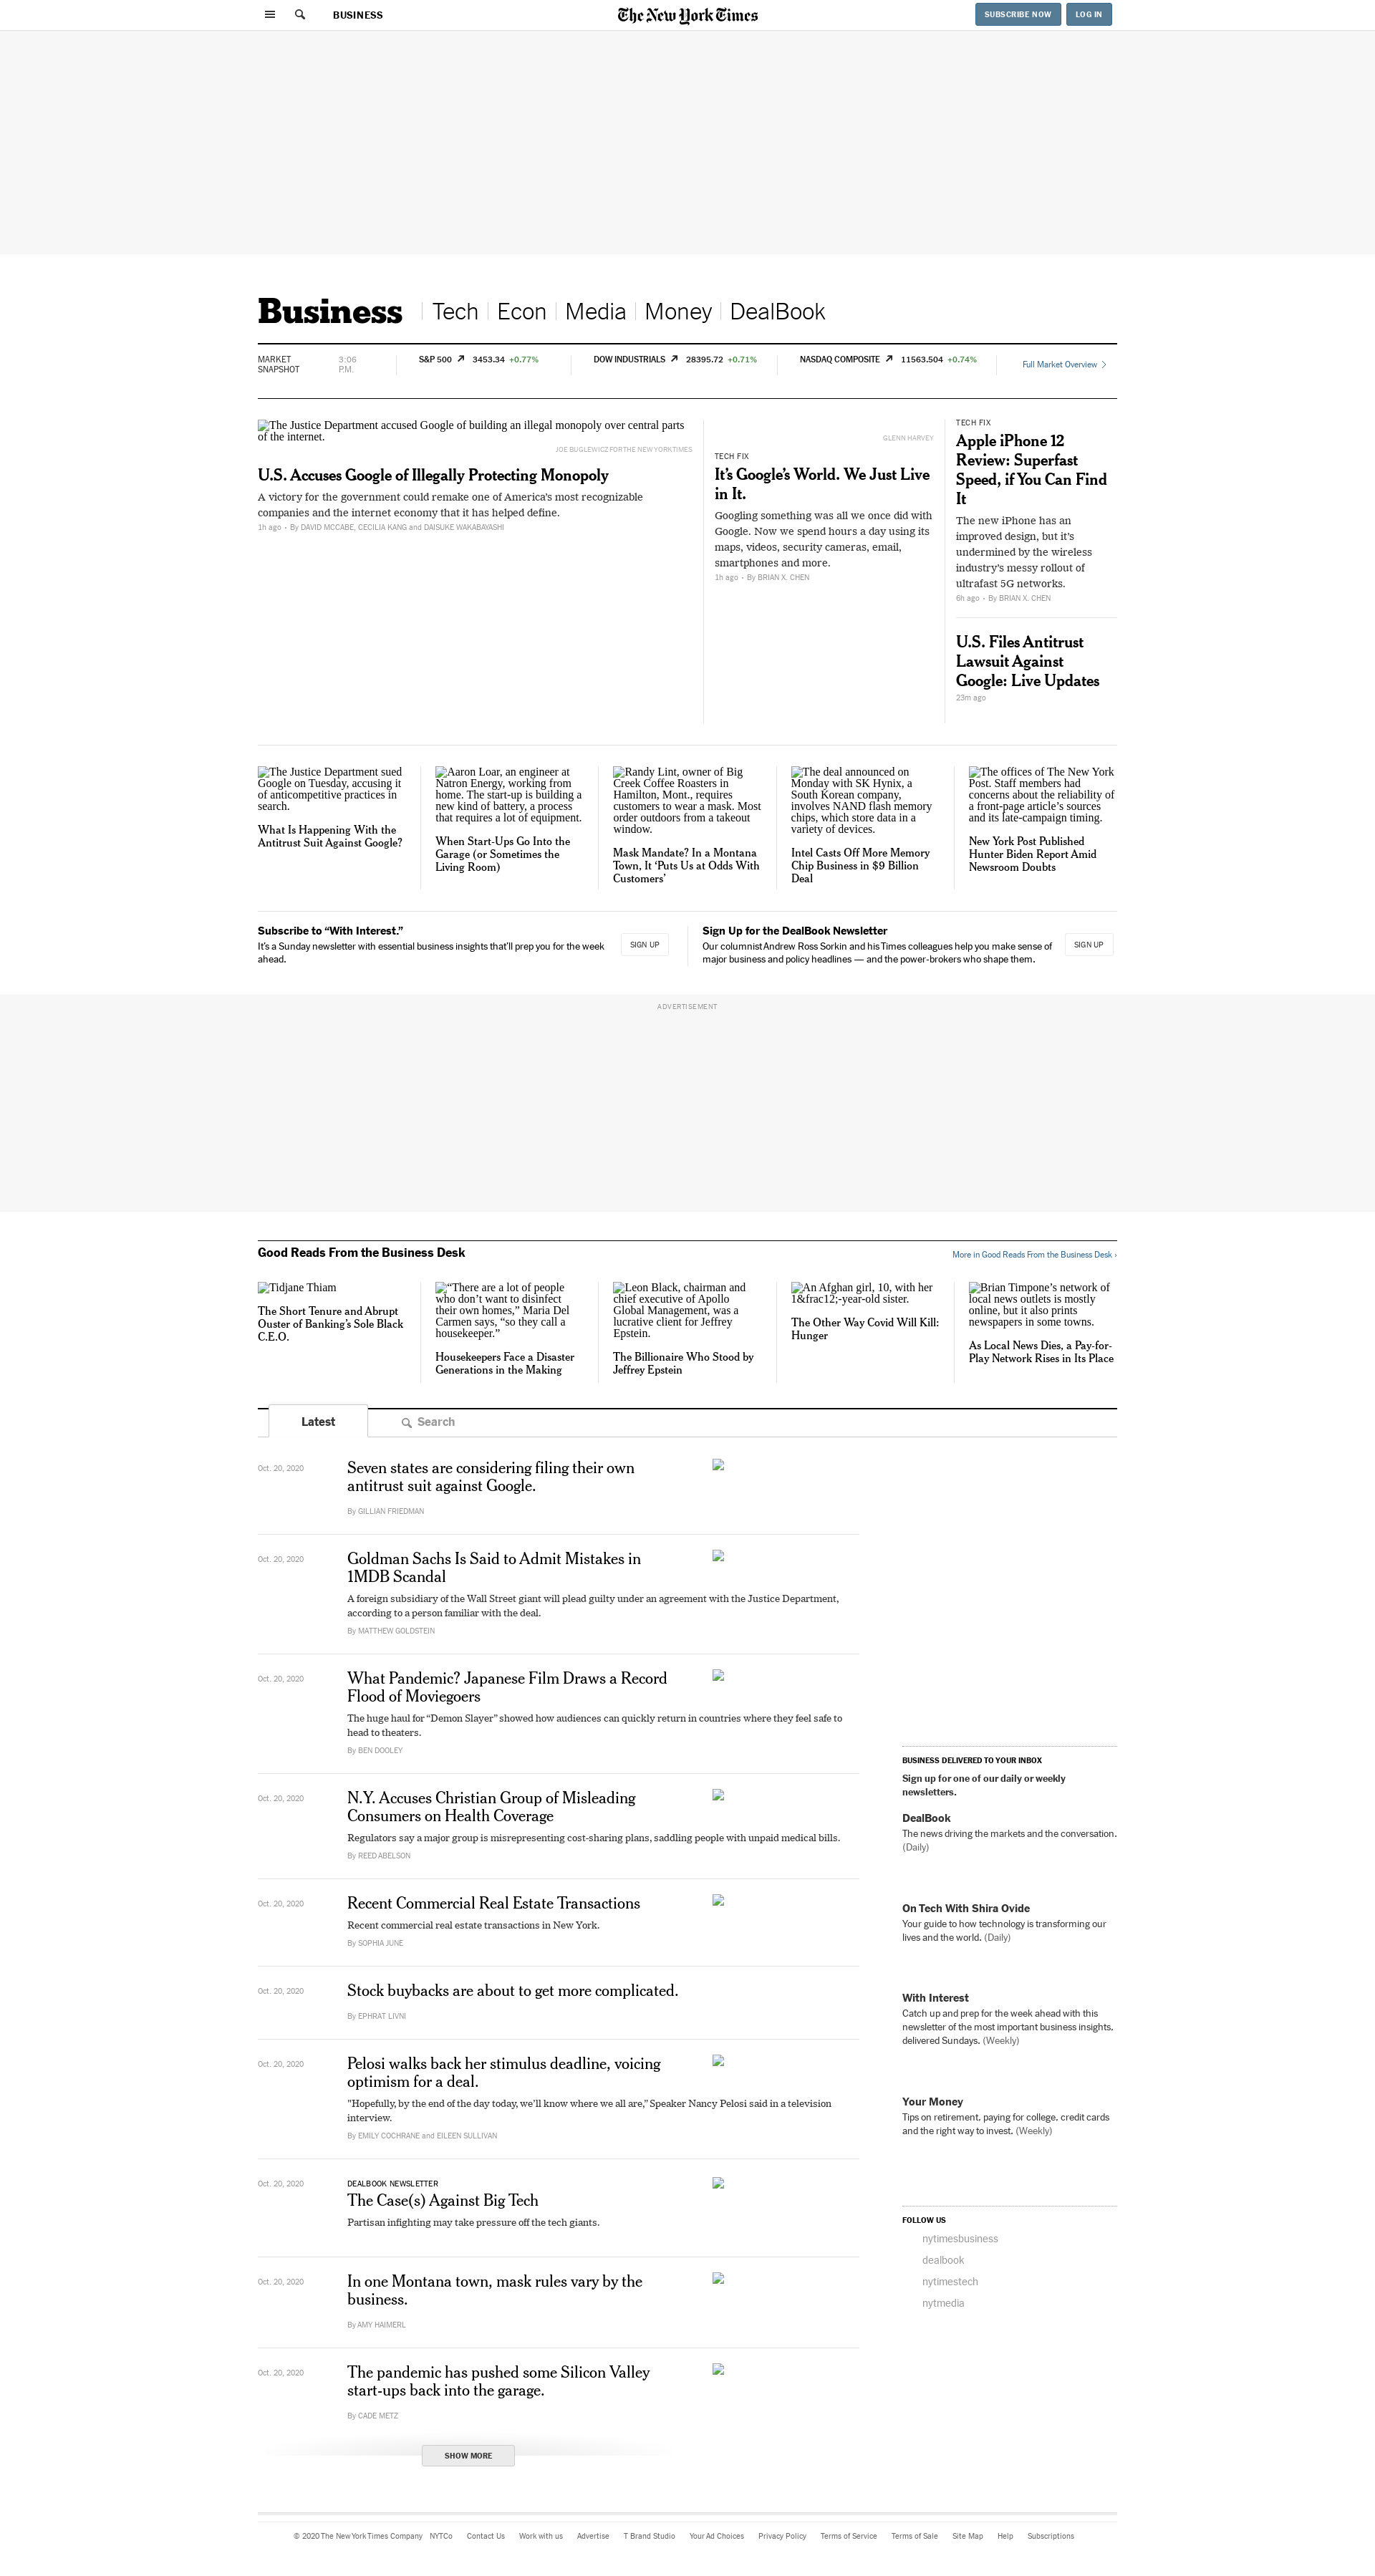 BUSINESS
The New York Times
SUBSCRIBE NOW
LOG IN
Business
Tech
Econ
Media
Money
DealBook
MARKET
SNAPSHOT
3:06
P.M.
S&P 500 3453.34 +0.77%
DOW INDUSTRIALS 28395.72 +0.71%
NASDAQ COMPOSITE 11563.504 +0.74%
Full Market Overview
The Justice Department accused Google of building an illegal monopoly over central parts
of the internet.
JOE BUGLEWICZ FOR THE NEW YORK TIMES
U.S. Accuses Google of Illegally Protecting Monopoly
A victory for the government could remake one of America’s most recognizable
companies and the internet economy that it has helped define.
1h ago • By DAVID MCCABE, CECILIA KANG and DAISUKE WAKABAYASHI
GLENN HARVEY
TECH FIX
It’s Google’s World. We Just Live
in It.
Googling something was all we once did with
Google. Now we spend hours a day using its
maps, videos, security cameras, email,
smartphones and more.
1h ago • By BRIAN X. CHEN
TECH FIX
Apple iPhone 12
Review: Superfast
Speed, if You Can Find
It
The new iPhone has an
improved design, but it’s
undermined by the wireless
industry’s messy rollout of
ultrafast 5G networks.
6h ago • By BRIAN X. CHEN
U.S. Files Antitrust
Lawsuit Against
Google: Live Updates
23m ago
The Justice Department sued
Google on Tuesday, accusing it
of anticompetitive practices in
search.
What Is Happening With the
Antitrust Suit Against Google?
Aaron Loar, an engineer at
Natron Energy, working from
home. The start-up is building a
new kind of battery, a process
that requires a lot of equipment.
When Start-Ups Go Into the
Garage (or Sometimes the
Living Room)
Randy Lint, owner of Big
Creek Coffee Roasters in
Hamilton, Mont., requires
customers to wear a mask. Most
order outdoors from a takeout
window.
Mask Mandate? In a Montana
Town, It ‘Puts Us at Odds With
Customers’
The deal announced on
Monday with SK Hynix, a
South Korean company,
involves NAND flash memory
chips, which store data in a
variety of devices.
Intel Casts Off More Memory
Chip Business in $9 Billion
Deal
The offices of The New York
Post. Staff members had
concerns about the reliability of
a front-page article’s sources
and its late-campaign timing.
New York Post Published
Hunter Biden Report Amid
Newsroom Doubts
Subscribe to “With Interest.”
It’s a Sunday newsletter with essential business insights that’ll prep you for the week
ahead.
SIGN UP
Sign Up for the DealBook Newsletter
Our columnist Andrew Ross Sorkin and his Times colleagues help you make sense of
major business and policy headlines — and the power-brokers who shape them.
SIGN UP
ADVERTISEMENT
Good Reads From the Business Desk
More in Good Reads From the Business Desk ›
Tidjane Thiam
The Short Tenure and Abrupt
Ouster of Banking’s Sole Black
C.E.O.
“There are a lot of people
who don’t want to disinfect
their own homes,” Maria Del
Carmen says, “so they call a
housekeeper.”
Housekeepers Face a Disaster
Generations in the Making
Leon Black, chairman and
chief executive of Apollo
Global Management, was a
lucrative client for Jeffrey
Epstein.
The Billionaire Who Stood by
Jeffrey Epstein
An Afghan girl, 10, with her
1&frac12;-year-old sister.
The Other Way Covid Will Kill:
Hunger
Brian Timpone’s network of
local news outlets is mostly
online, but it also prints
newspapers in some towns.
As Local News Dies, a Pay-for-
Play Network Rises in Its Place
Latest
Search
Oct. 20, 2020
Seven states are considering filing their own
antitrust suit against Google.
By GILLIAN FRIEDMAN
Oct. 20, 2020
Goldman Sachs Is Said to Admit Mistakes in
1MDB Scandal
A foreign subsidiary of the Wall Street giant will plead guilty under an agreement with the Justice Department,
according to a person familiar with the deal.
By MATTHEW GOLDSTEIN
Oct. 20, 2020
What Pandemic? Japanese Film Draws a Record
Flood of Moviegoers
The huge haul for “Demon Slayer” showed how audiences can quickly return in countries where they feel safe to
head to theaters.
By BEN DOOLEY
Oct. 20, 2020
N.Y. Accuses Christian Group of Misleading
Consumers on Health Coverage
Regulators say a major group is misrepresenting cost-sharing plans, saddling people with unpaid medical bills.
By REED ABELSON
Oct. 20, 2020
Recent Commercial Real Estate Transactions
Recent commercial real estate transactions in New York.
By SOPHIA JUNE
Oct. 20, 2020
Stock buybacks are about to get more complicated.
By EPHRAT LIVNI
Oct. 20, 2020
Pelosi walks back her stimulus deadline, voicing
optimism for a deal.
"Hopefully, by the end of the day today, we’ll know where we all are,” Speaker Nancy Pelosi said in a television
interview.
By EMILY COCHRANE and EILEEN SULLIVAN
Oct. 20, 2020
DEALBOOK NEWSLETTER
The Case(s) Against Big Tech
Partisan infighting may take pressure off the tech giants.
Oct. 20, 2020
In one Montana town, mask rules vary by the
business.
By AMY HAIMERL
Oct. 20, 2020
The pandemic has pushed some Silicon Valley
start-ups back into the garage.
By CADE METZ
SHOW MORE
BUSINESS DELIVERED TO YOUR INBOX
Sign up for one of our daily or weekly
newsletters.
DealBook
The news driving the markets and the conversation.
(Daily)
On Tech With Shira Ovide
Your guide to how technology is transforming our
lives and the world. (Daily)
With Interest
Catch up and prep for the week ahead with this
newsletter of the most important business insights,
delivered Sundays. (Weekly)
Your Money
Tips on retirement, paying for college, credit cards
and the right way to invest. (Weekly)
FOLLOW US
nytimesbusiness
dealbook
nytimestech
nytmedia
© 2020 The New York Times Company NYTCo Contact Us Work with us Advertise T Brand Studio Your Ad Choices Privacy Policy Terms of Service Terms of Sale Site Map Help Subscriptions